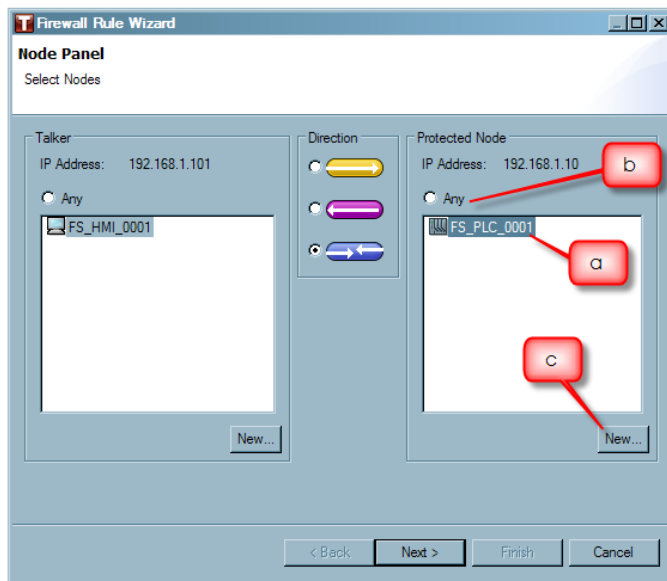 Firewall Rule Wizard
Node Panel
Select Nodes
Talker
IP Address: 192.168.1.101
Any
FS_HMI_0001
New...
Direction
Protected Node
IP Address: 192.168.1.10
b
Any
FS_PLC_0001
a
c
New...
< Back
Next >
Finish
Cancel